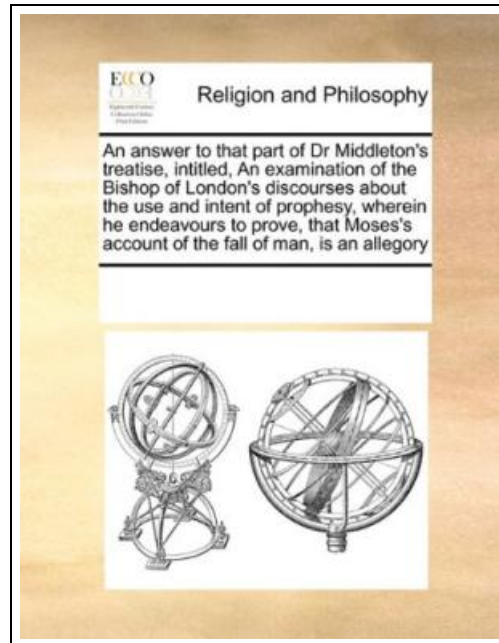 ECCO
Religion and Philosophy
An answer to that part of Dr Middleton's
treatise, intitled, An examination of the
Bishop of London's discourses about
the use and intent of prophesy, wherein
he endeavours to prove, that Moses's
account of the fall of man, is an allegory